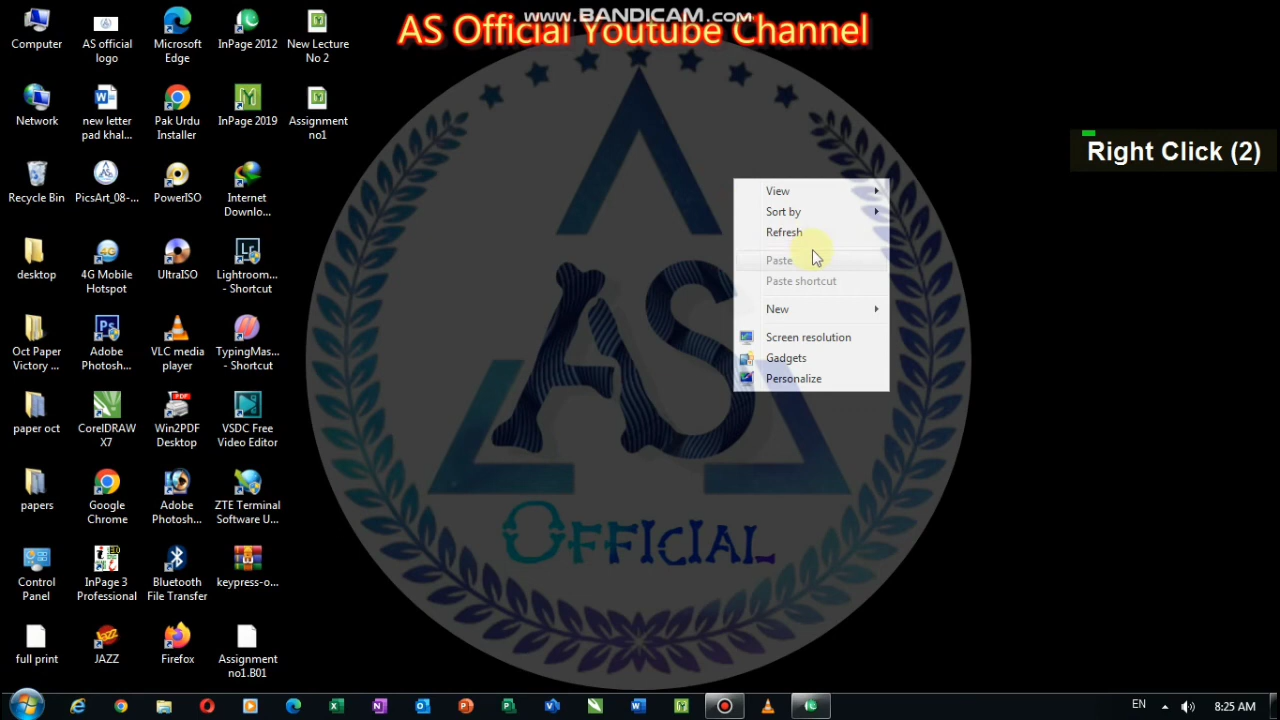 www.BANDICAM.com
AS Official Youtube Channel
Computer
AS official
logo
Microsoft
Edge
InPage 2012
New Lecture
No 2
Network
new letter
pad khal...
Pak Urdu
Installer
InPage 2019
Assignment
no1
Right Click (2)
Recycle Bin
PicsArt_08-...
PowerISO
Internet
Downlo...
View
Sort by
Refresh
Paste
Paste shortcut
New
Screen resolution
Gadgets
Personalize
desktop
4G Mobile
Hotspot
UltraISO
Lightroom...
- Shortcut
Oct Paper
Victory ...
Adobe
Photosh...
VLC media
player
TypingMas...
- Shortcut
paper oct
CorelDRAW
X7
Win2PDF
Desktop
VSDC Free
Video Editor
papers
Google
Chrome
Adobe
Photosh...
ZTE Terminal
Software U...
AS
OFFICIAL
Control
Panel
InPage 3
Professional
Bluetooth
File Transfer
keypress-o...
full print
JAZZ
Firefox
Assignment
no1.B01
EN
8:25 AM